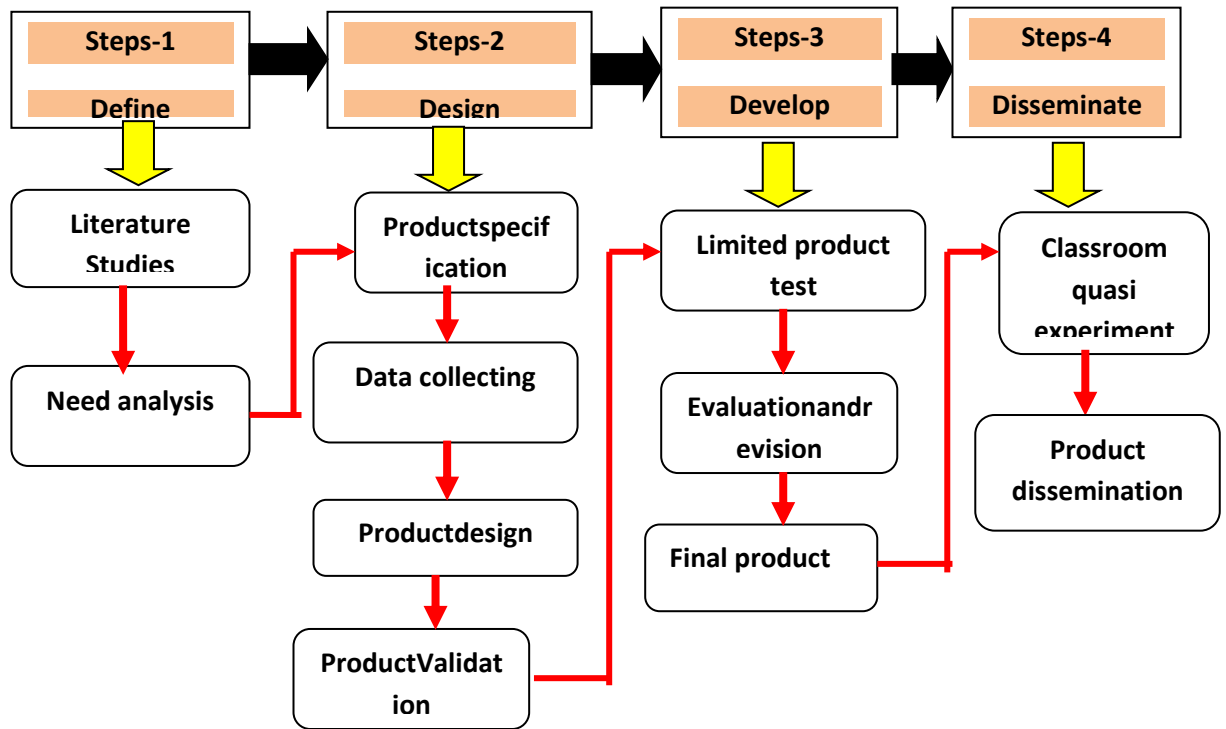 Steps-1
Define
Steps-2
Design
Steps-3
Develop
Steps-4
Disseminate
Literature
Studies
Need analysis
Productspecif
ication
Data collecting
Productdesign
ProductValidat
ion
Limited product
test
Evaluationandr
evision
Final product
Classroom
quasi
experiment
Product
dissemination